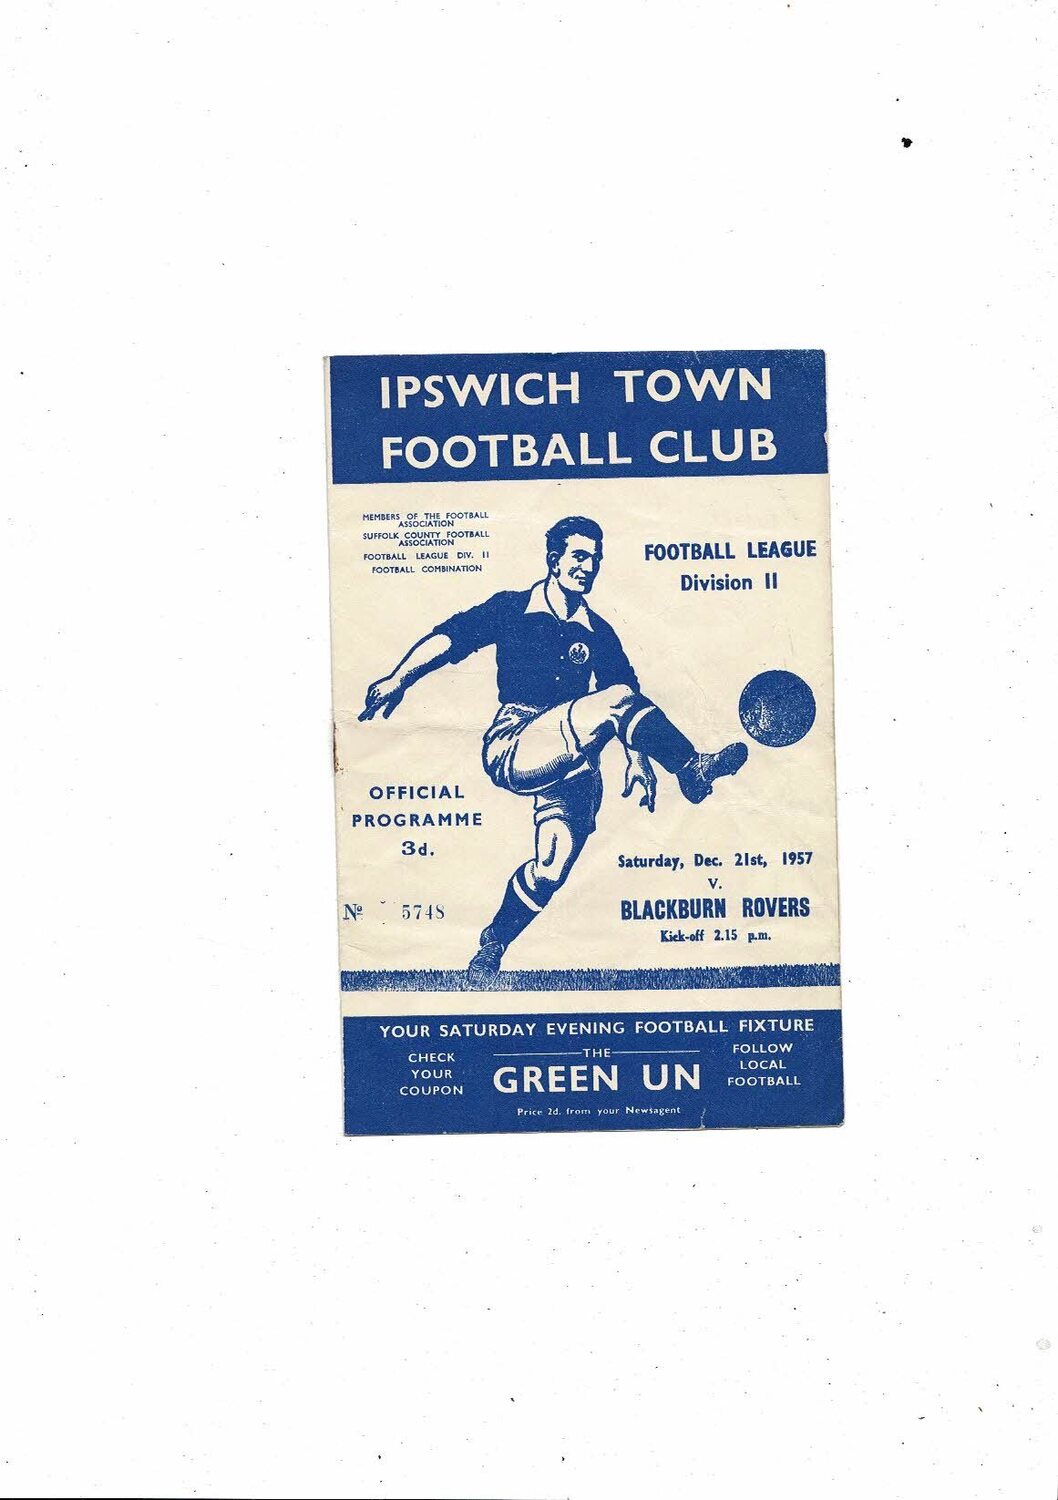 IPSWICH TOWN
FOOTBALL CLUB
MEMBERS OF THE FOOTBALL
ASSOCIATION
SUFFOLK COUNTY FOOTBALL
ASSOCIATION
FOOTBALL LEAGUE DIV. II
FOOTBALL COMBINATION
FOOTBALL LEAGUE
Division II
OFFICIAL
PROGRAMME
3d.
Nº 5748
Saturday, Dec. 21st, 1957
v.
BLACKBURN ROVERS
Kick-off 2.15 p.m.
YOUR SATURDAY EVENING FOOTBALL FIXTURE
CHECK
YOUR
COUPON
THE
GREEN UN
Price 2d. from your Newsagent
FOLLOW
LOCAL
FOOTBALL